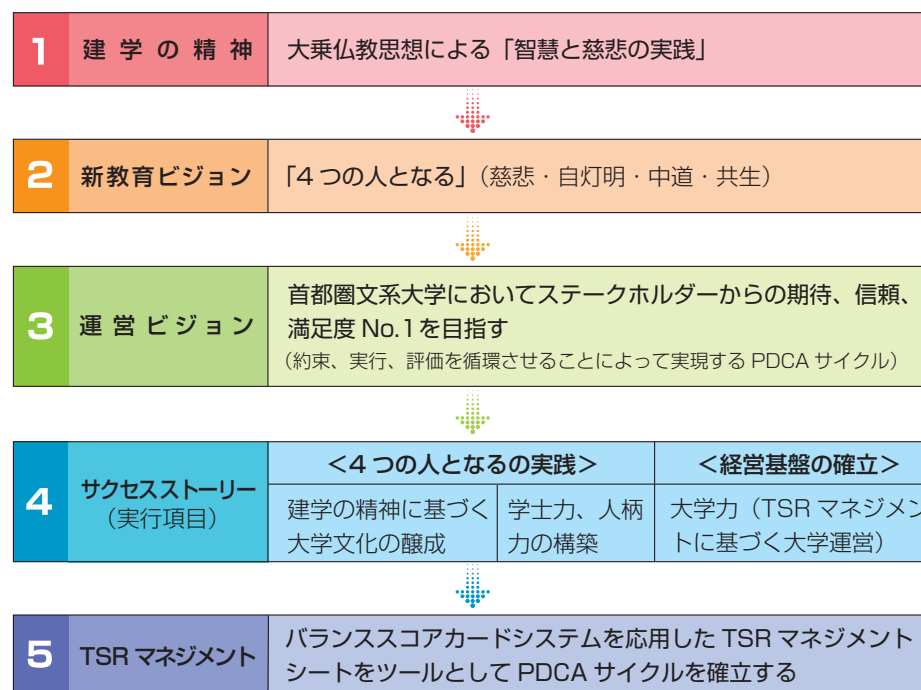 1 建学の精神 大乗仏教思想による「智慧と慈悲の実践」
2 新教育ビジョン 「4つの人となる」（慈悲・自灯明・中道・共生）
3 運営ビジョン
首都圏文系大学においてステークホルダーからの期待、信頼、
満足度 No.1を目指す
（約束、実行、評価を循環させることによって実現する PDCA サイクル）
4 サクセスストーリー
（実行項目）
＜4つの人となるの実践＞
建学の精神に基づく
大学文化の醸成
学士力、人柄
力の構築
＜経営基盤の確立＞
大学力（TSR マネジメン
トに基づく大学運営）
5 TSR マネジメント
バランススコアカードシステムを応用した TSR マネジメント
シートをツールとして PDCA サイクルを確立する